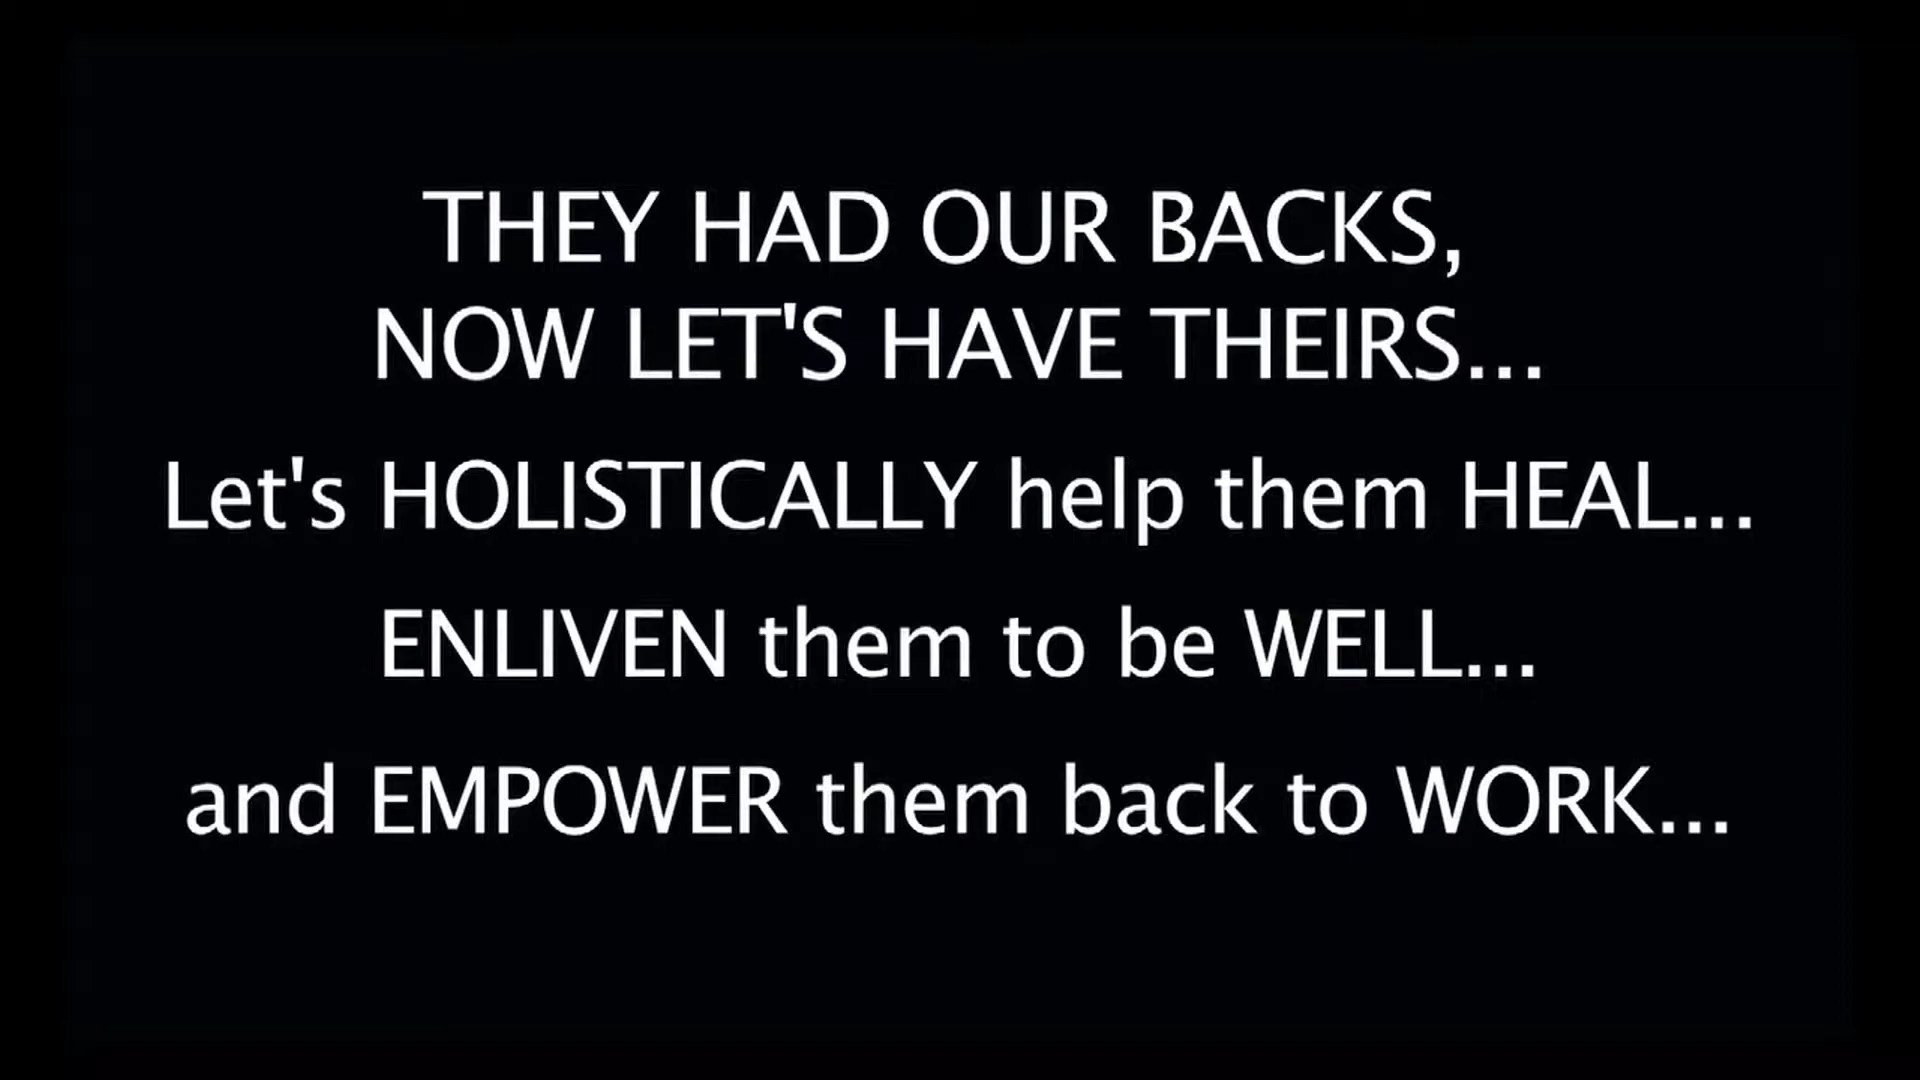 THEY HAD OUR BACKS,
NOW LET'S HAVE THEIRS...
Let's HOLISTICALLY help them HEAL...
ENLIVEN them to be WELL...
and EMPOWER them back to WORK...